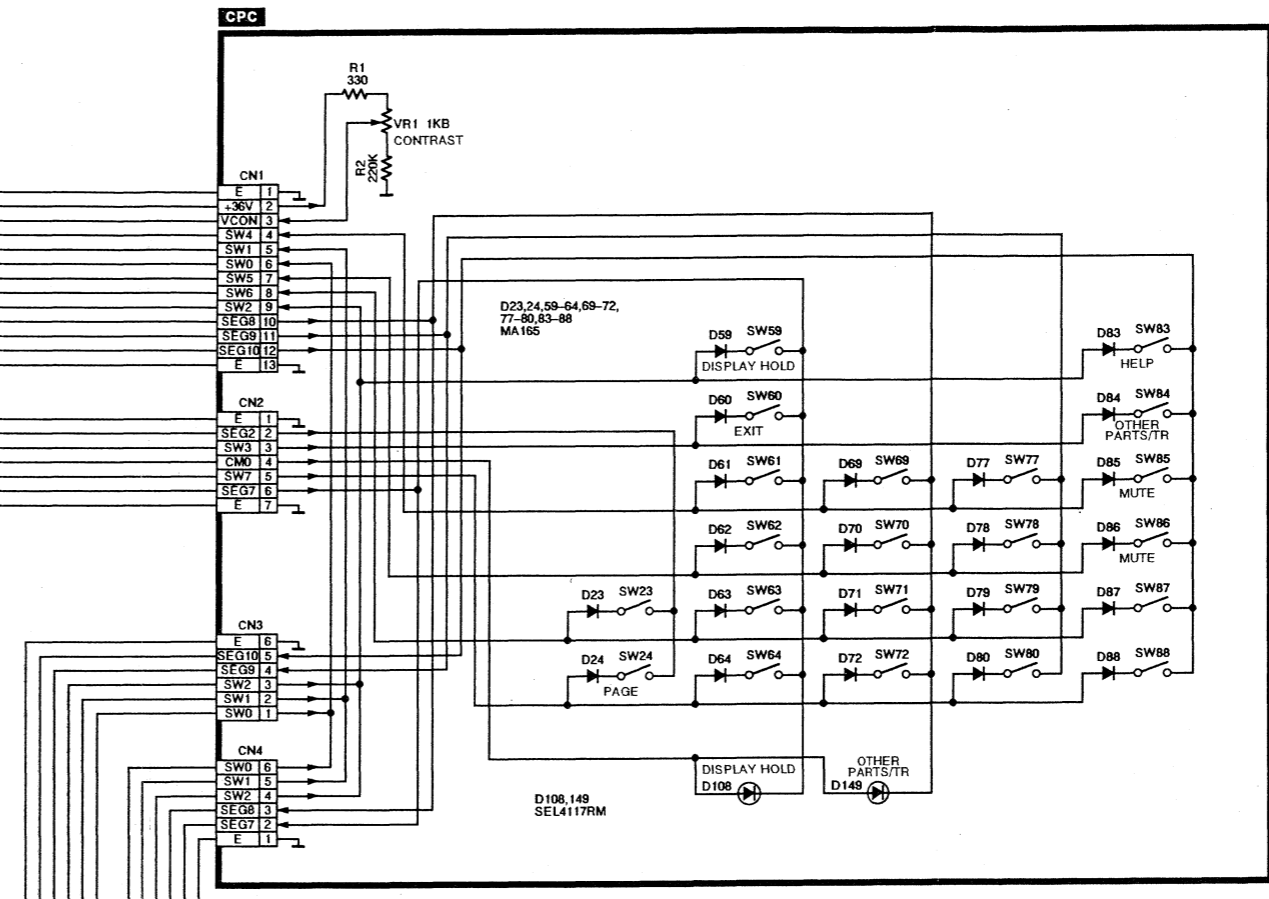 CPC
R1
330
VR1 1KB
CONTRAST
R2
220K
CN1
E 1
+36V 2
VCON 3
SW4 4
SW1 5
SW0 6
SW5 7
SW6 8
SW2 9
SEG8 10
SEG9 11
SEG10 12
E 13
D23,24,59–64,69–72,
77–80,83–88
MA165
D59 SW59
DISPLAY HOLD
D83 SW83
HELP
CN2
E 1
SEG2 2
SW3 3
CM0 4
SW7 5
SEG7 6
E 7
D60 SW60
EXIT
D84 SW84
OTHER
PARTS/TR
D61 SW61
D69 SW69
D77 SW77
D85 SW85
MUTE
D62 SW62
D70 SW70
D78 SW78
D86 SW86
MUTE
D23 SW23
D63 SW63
D71 SW71
D79 SW79
D87 SW87
CN3
E 6
SEG10 5
SEG9 4
SW2 3
SW1 2
SW0 1
D24 SW24
PAGE
D64 SW64
D72 SW72
D80 SW80
D88 SW88
CN4
SW0 6
SW1 5
SW2 4
SEG8 3
SEG7 2
E 1
DISPLAY HOLD
D108
OTHER
PARTS/TR
D149
D108,149
SEL4117RM